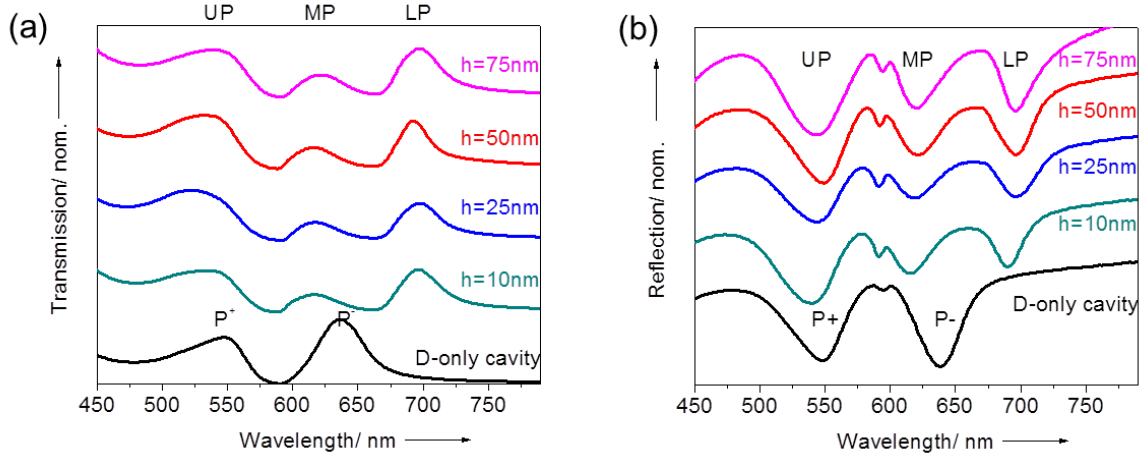 (a)
UP MP LP
h=75nm
h=50nm
h=25nm
h=10nm
P+ P-
D-only cavity
Transmission/ nom.
450 500 550 600 650 700 750
Wavelength/ nm
(b)
UP MP LP
h=75nm
h=50nm
h=25nm
h=10nm
P+ P-
D-only cavity
Reflection/ nom.
450 500 550 600 650 700 750
Wavelength/ nm